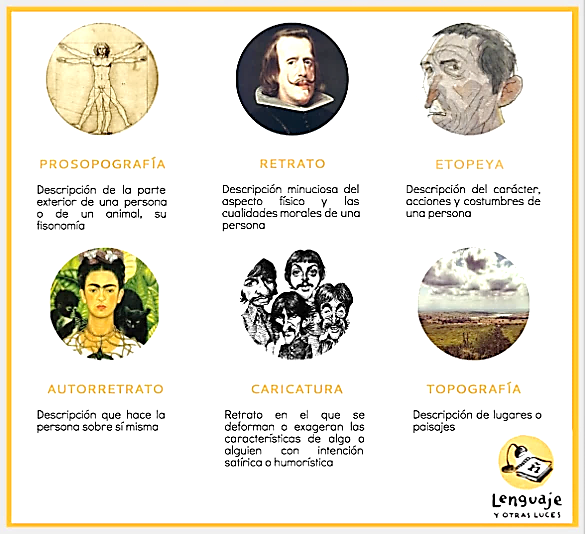 PROSOPOGRAFÍA
Descripción de la parte
exterior de una persona
o de un animal, su
fisonomía
RETRATO
Descripción minuciosa del
aspecto físico y las
cualidades morales de una
persona
ETOPEYA
Descripción del carácter,
acciones y costumbres de
una persona
AUTORRETRATO
Descripción que hace la
persona sobre sí misma
CARICATURA
Retrato en el que se
deforman o exageran las
características de algo o
alguien con intención
satírica o humorística
TOPOGRAFÍA
Descripción de lugares o
paisajes
Lenguaje
Y OTRAS LUCES